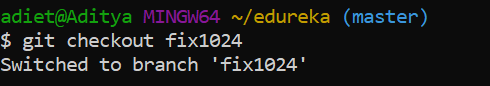 adiet@Aditya MINGW64 ~/edureka (master)
$ git checkout fix1024
Switched to branch 'fix1024'